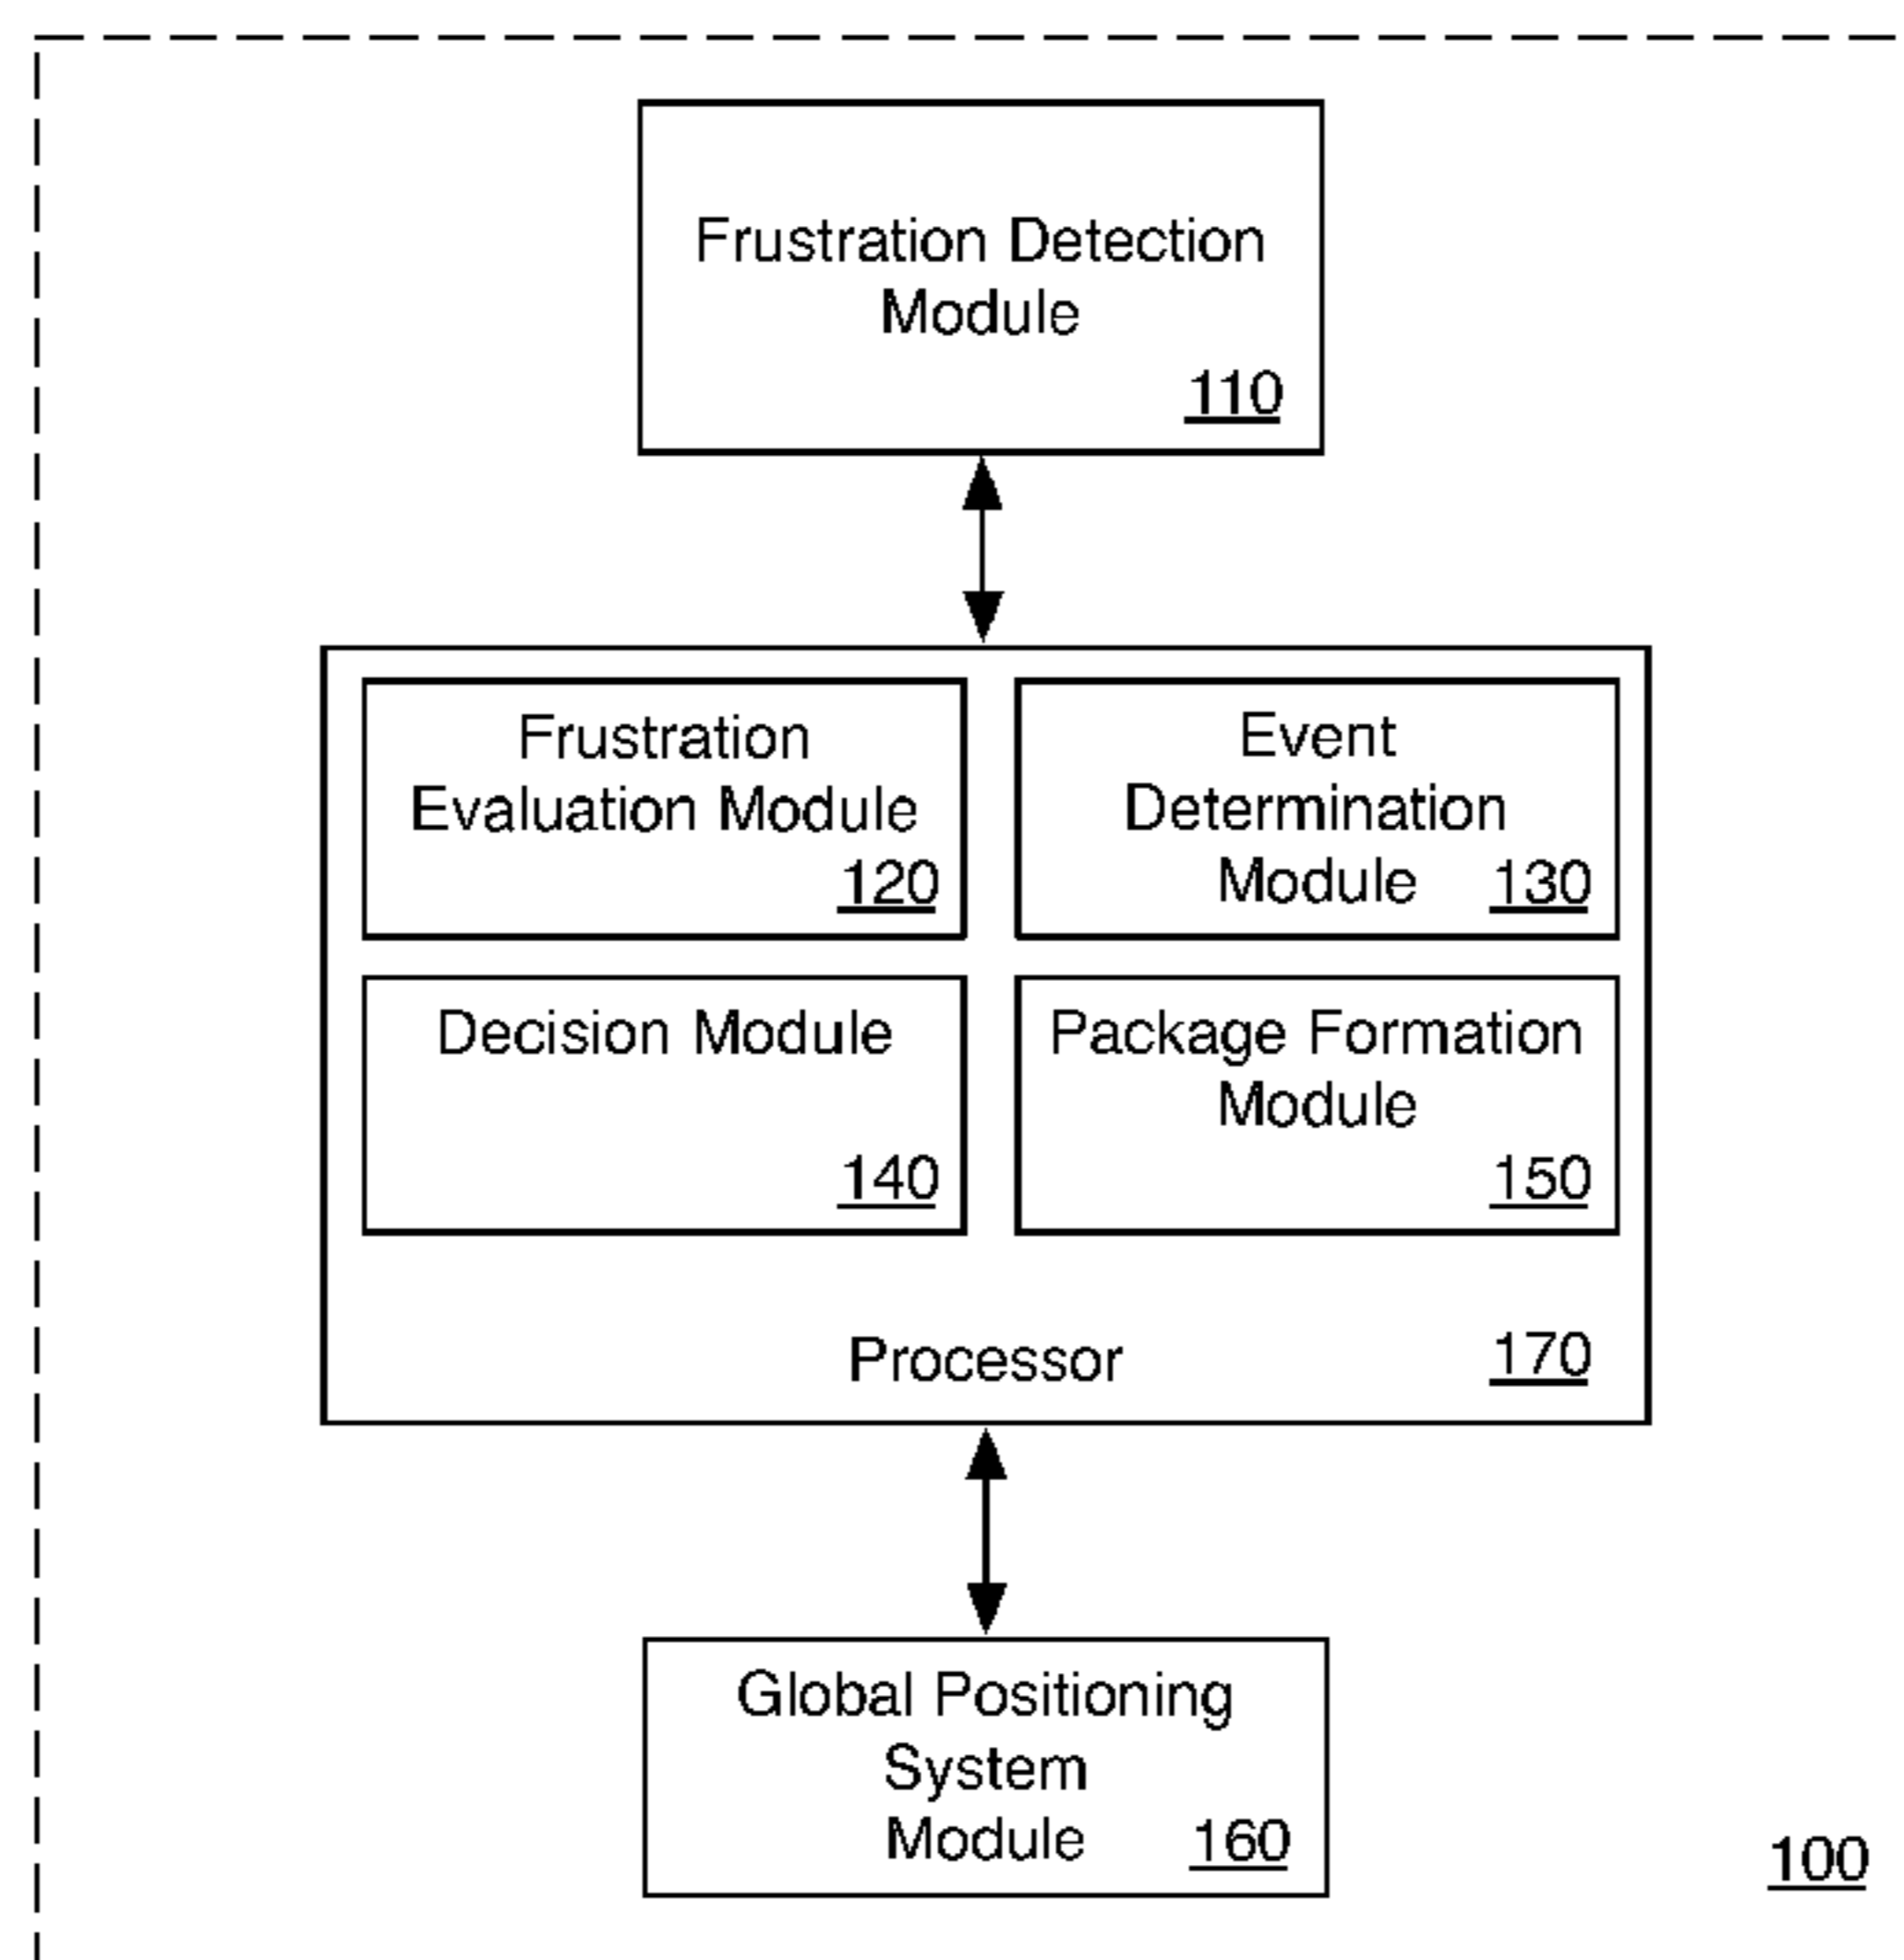 Frustration Detection
Module
110
Frustration
Evaluation Module
120
Event
Determination
Module 130
Decision Module
140
Package Formation
Module
150
Processor 170
Global Positioning
System
Module 160
100